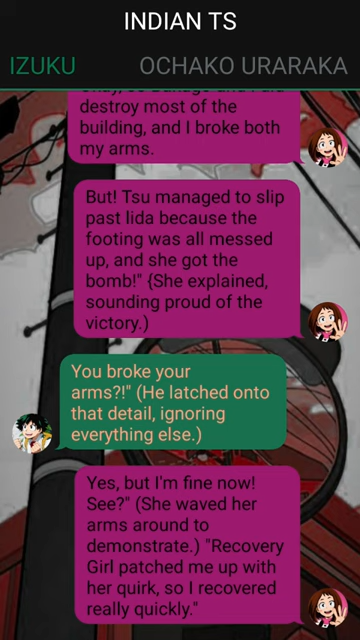 INDIAN TS
IZUKU OCHAKO URARAKA
destroy most of the
building, and I broke both
my arms.
But! Tsu managed to slip
past Iida because the
footing was all messed
up, and she got the
bomb!" {She explained,
sounding proud of the
victory.)
You broke your
arms?!" (He latched onto
that detail, ignoring
everything else.)
Yes, but I'm fine now!
See?" (She waved her
arms around to
demonstrate.) "Recovery
Girl patched me up with
her quirk, so I recovered
really quickly."